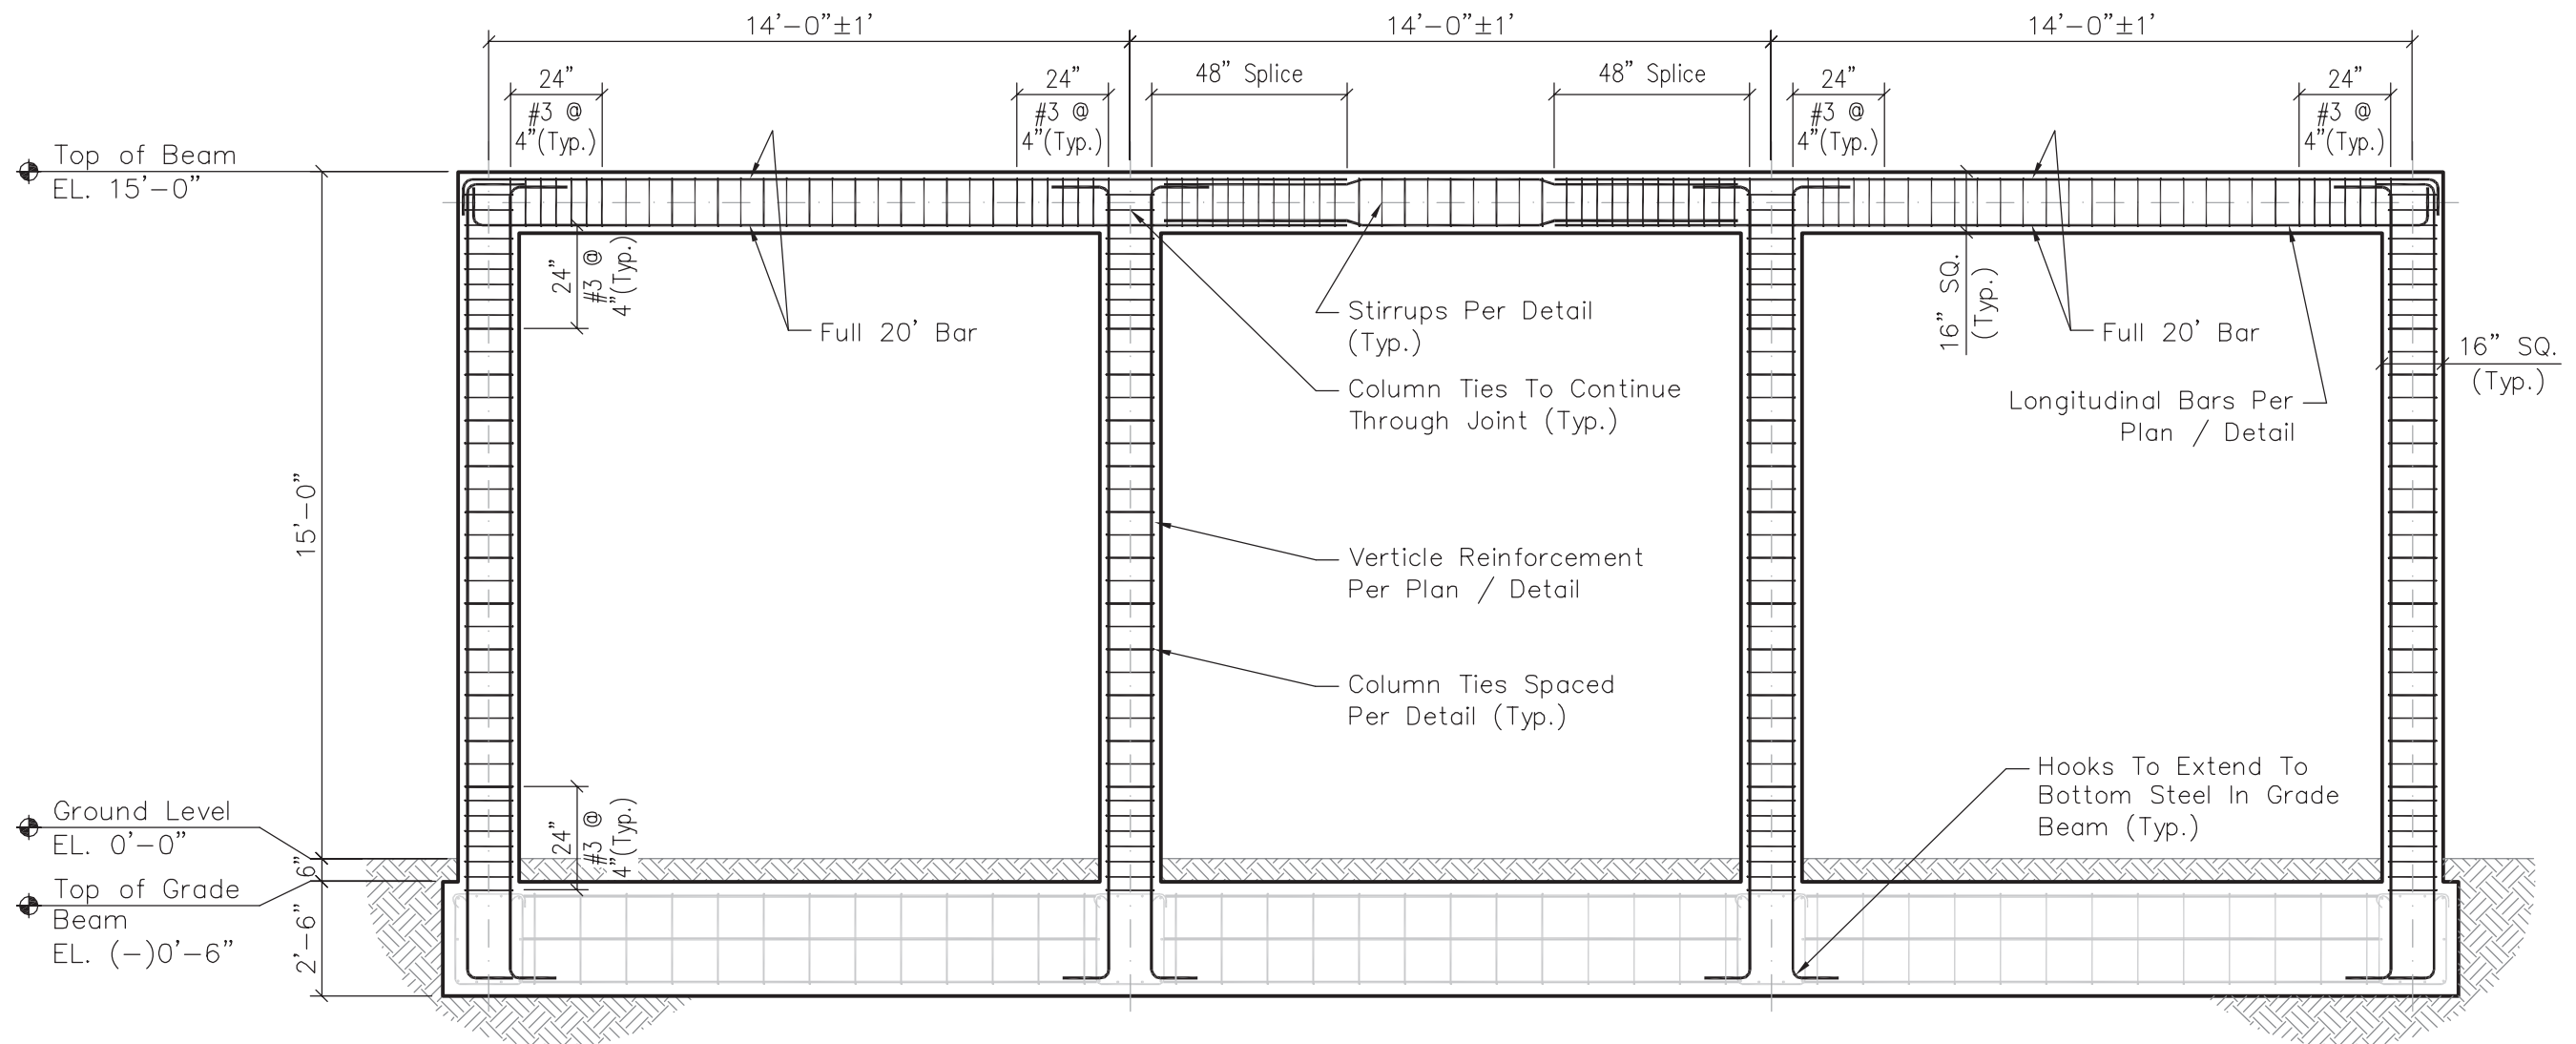 14'-0"±1'
14'-0"±1'
14'-0"±1'
24"
#3 @
4"(Typ.)
24"
#3 @
4"(Typ.)
48" Splice
48" Splice
24"
#3 @
4"(Typ.)
24"
#3 @
4"(Typ.)
Top of Beam
EL. 15'-0"
24"
#3 @
4"(Typ.)
Full 20' Bar
Stirrups Per Detail
(Typ.)
Column Ties To Continue
Through Joint (Typ.)
16" SQ.
(Typ.)
Full 20' Bar
16" SQ.
(Typ.)
Longitudinal Bars Per
Plan / Detail
15'-0"
Verticle Reinforcement
Per Plan / Detail
Column Ties Spaced
Per Detail (Typ.)
Hooks To Extend To
Bottom Steel In Grade
Beam (Typ.)
24"
#3 @
4"(Typ.)
Ground Level
EL. 0'-0"
6"
Top of Grade
Beam
EL. (-)0'-6"
2'-6"